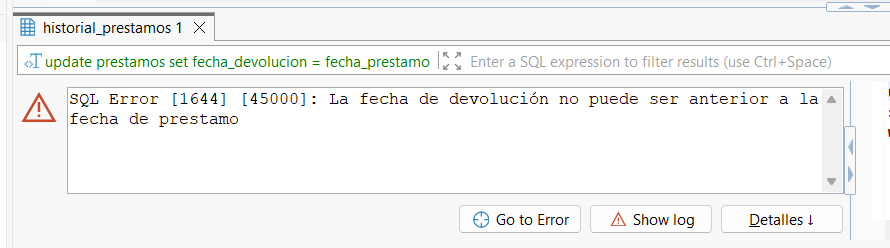 historial_prestamos 1
update prestamos set fecha_devolucion = fecha_prestamo
Enter a SQL expression to filter results (use Ctrl+Space)
SQL Error [1644] [45000]: La fecha de devolución no puede ser anterior a la
fecha de prestamo
Go to Error
Show log
Detalles ↓